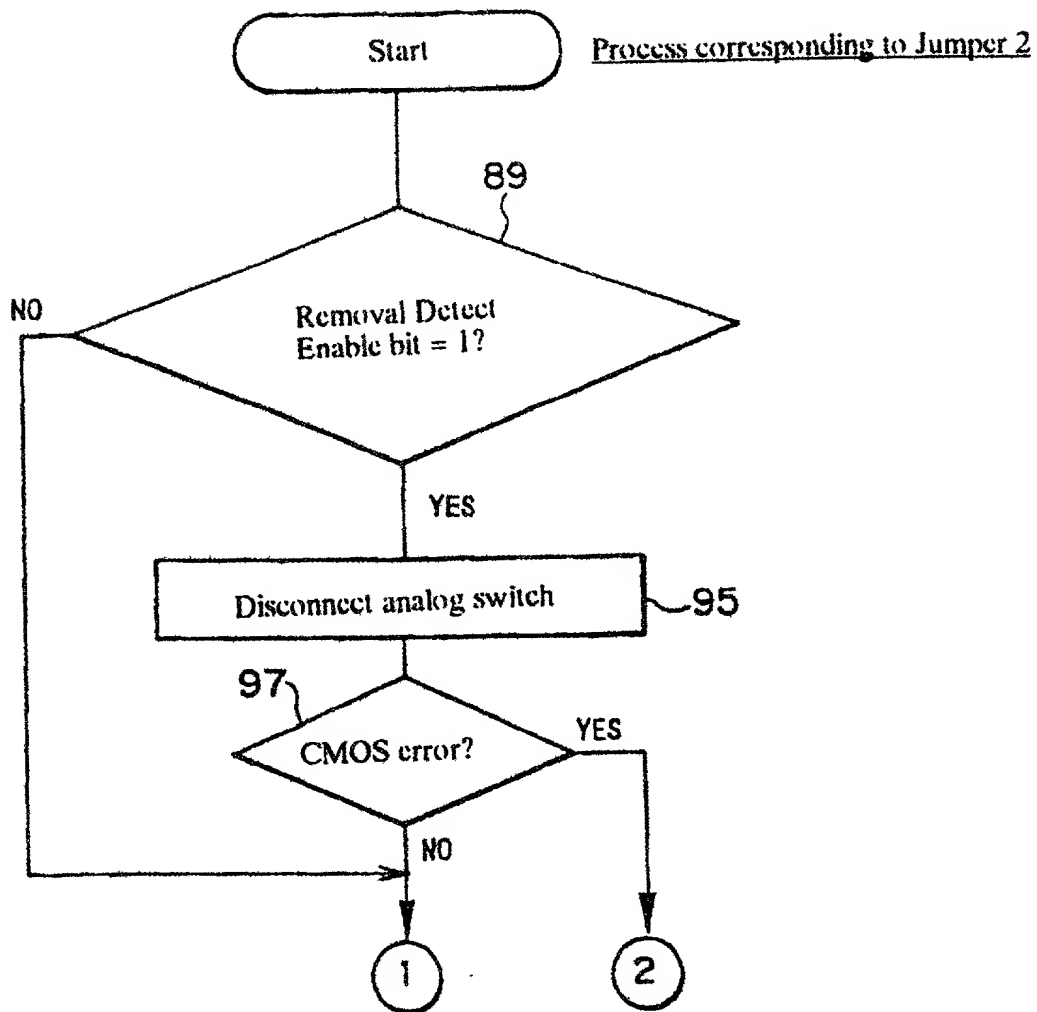 Start
Process corresponding to Jumper 2
89
NO
Removal Detect
Enable bit = 1?
YES
Disconnect analog switch
95
97
CMOS error?
YES
NO
1
2